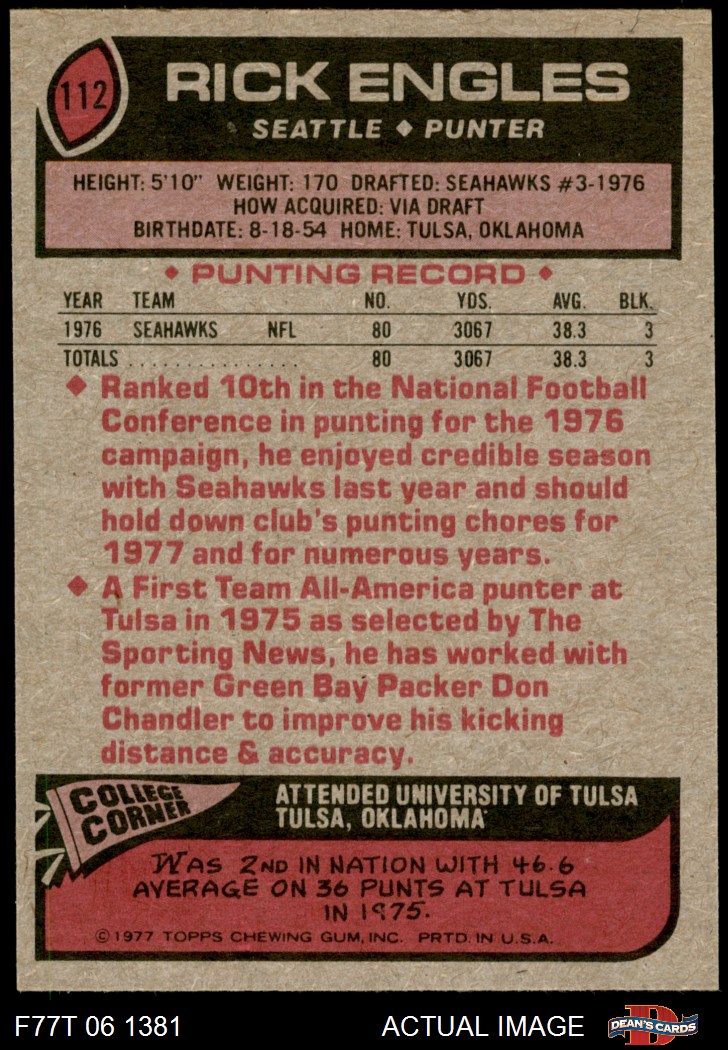 112
RICK ENGLES
SEATTLE ◆ PUNTER
HEIGHT: 5'10" WEIGHT: 170 DRAFTED: SEAHAWKS #3-1976
HOW ACQUIRED: VIA DRAFT
BIRTHDATE: 8-18-54 HOME: TULSA, OKLAHOMA
◆ PUNTING RECORD ◆
YEAR TEAM NO. YDS. AVG. BLK.
1976 SEAHAWKS NFL 80 3067 38.3 3
TOTALS . . . . . . . . . . . . . . . . 80 3067 38.3 3
◆ Ranked 10th in the National Football
Conference in punting for the 1976
campaign, he enjoyed credible season
with Seahawks last year and should
hold down club's punting chores for
1977 and for numerous years.
◆ A First Team All-America punter at
Tulsa in 1975 as selected by The
Sporting News, he has worked with
former Green Bay Packer Don
Chandler to improve his kicking
distance & accuracy.
COLLEGE
CORNER
ATTENDED UNIVERSITY OF TULSA
TULSA, OKLAHOMA
WAS 2ND IN NATION WITH 46.6
AVERAGE ON 36 PUNTS AT TULSA
IN 1975.
© 1977 TOPPS CHEWING GUM, INC. PRTD. IN U.S.A.
F77T 06 1381 ACTUAL IMAGE
D
DEAN'S CARDS